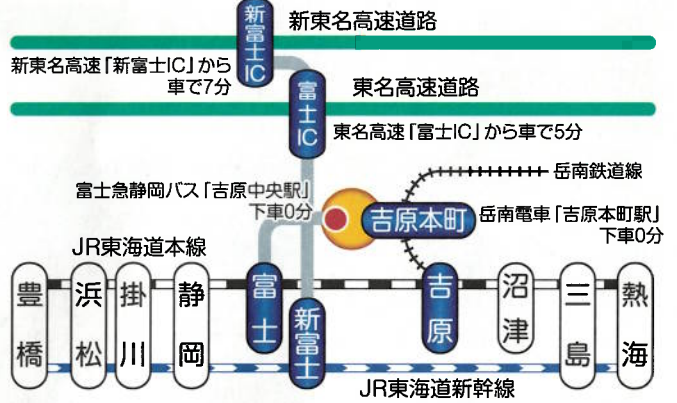 新東名高速道路
新富士IC
新東名高速「新富士IC」から
車で7分
東名高速道路
富士IC
東名高速「富士IC」から車で5分
岳南鉄道線
富士急静岡バス「吉原中央駅」
下車0分
吉原本町
岳南電車「吉原本町駅」
下車0分
JR東海道本線
豊橋
浜松
掛川
静岡
富士
新富士
吉原
沼津
三島
熱海
JR東海道新幹線